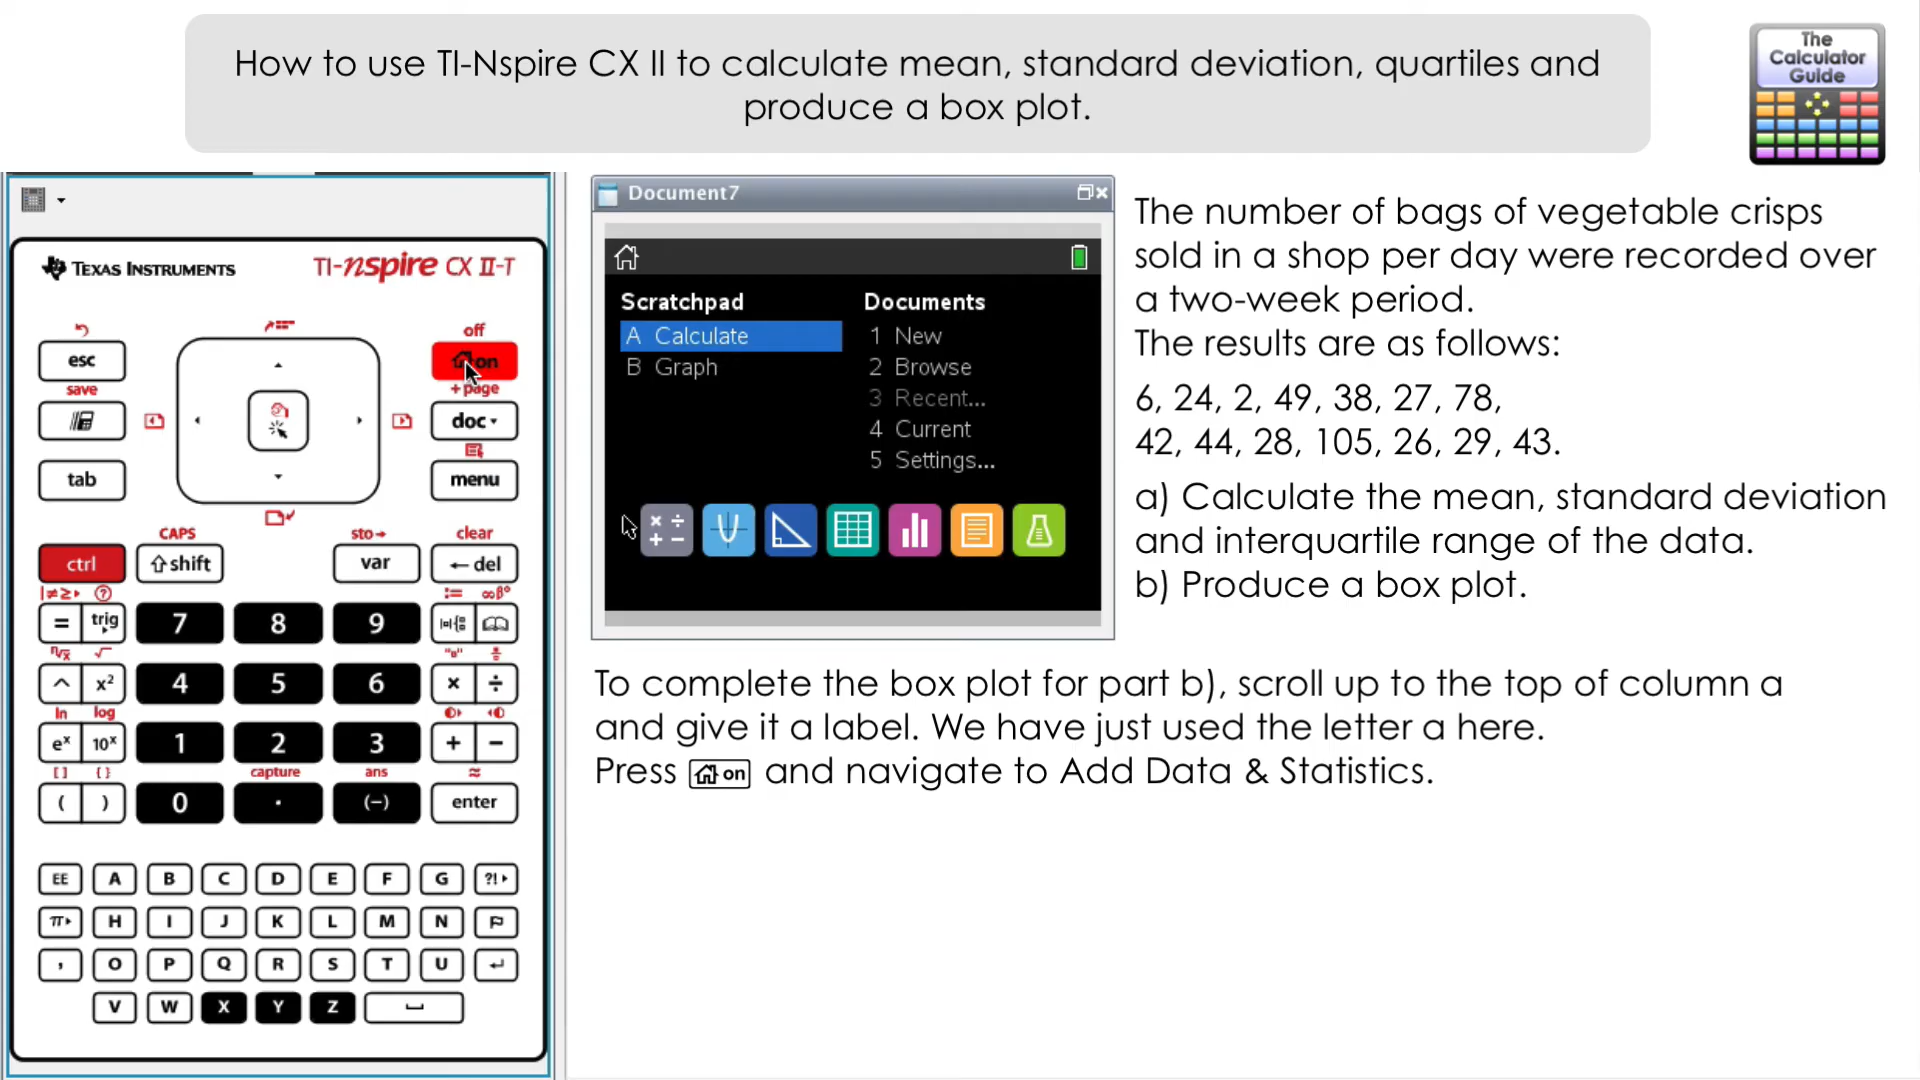 How to use TI-Nspire CX II to calculate mean, standard deviation, quartiles and
produce a box plot.
The
Calculator
Guide
Document7
TEXAS INSTRUMENTS
TI-nspire CX II-T
Scratchpad
A Calculate
B Graph
Documents
1 New
2 Browse
3 Recent...
4 Current
5 Settings...
The number of bags of vegetable crisps
sold in a shop per day were recorded over
a two-week period.
The results are as follows:
6, 24, 2, 49, 38, 27, 78,
42, 44, 28, 105, 26, 29, 43.
a) Calculate the mean, standard deviation
and interquartile range of the data.
b) Produce a box plot.
To complete the box plot for part b), scroll up to the top of column a
and give it a label. We have just used the letter a here.
Press on and navigate to Add Data & Statistics.
off
esc
on
save
+ page
doc
tab
menu
CAPS
sto→
clear
ctrl
⇧shift
var
←del
|≠≥▸ ? := ∞β°
= trig 7 8 9
ⁿ√x √ "▫"
^ x² 4 5 6 × ÷
ln log
eˣ 10ˣ 1 2 3 + −
[ ] { } capture ans ≈
( ) 0 . (−) enter
EE A B C D E F G ?!▸
π▸ H I J K L M N
, O P Q R S T U ↵
V W X Y Z